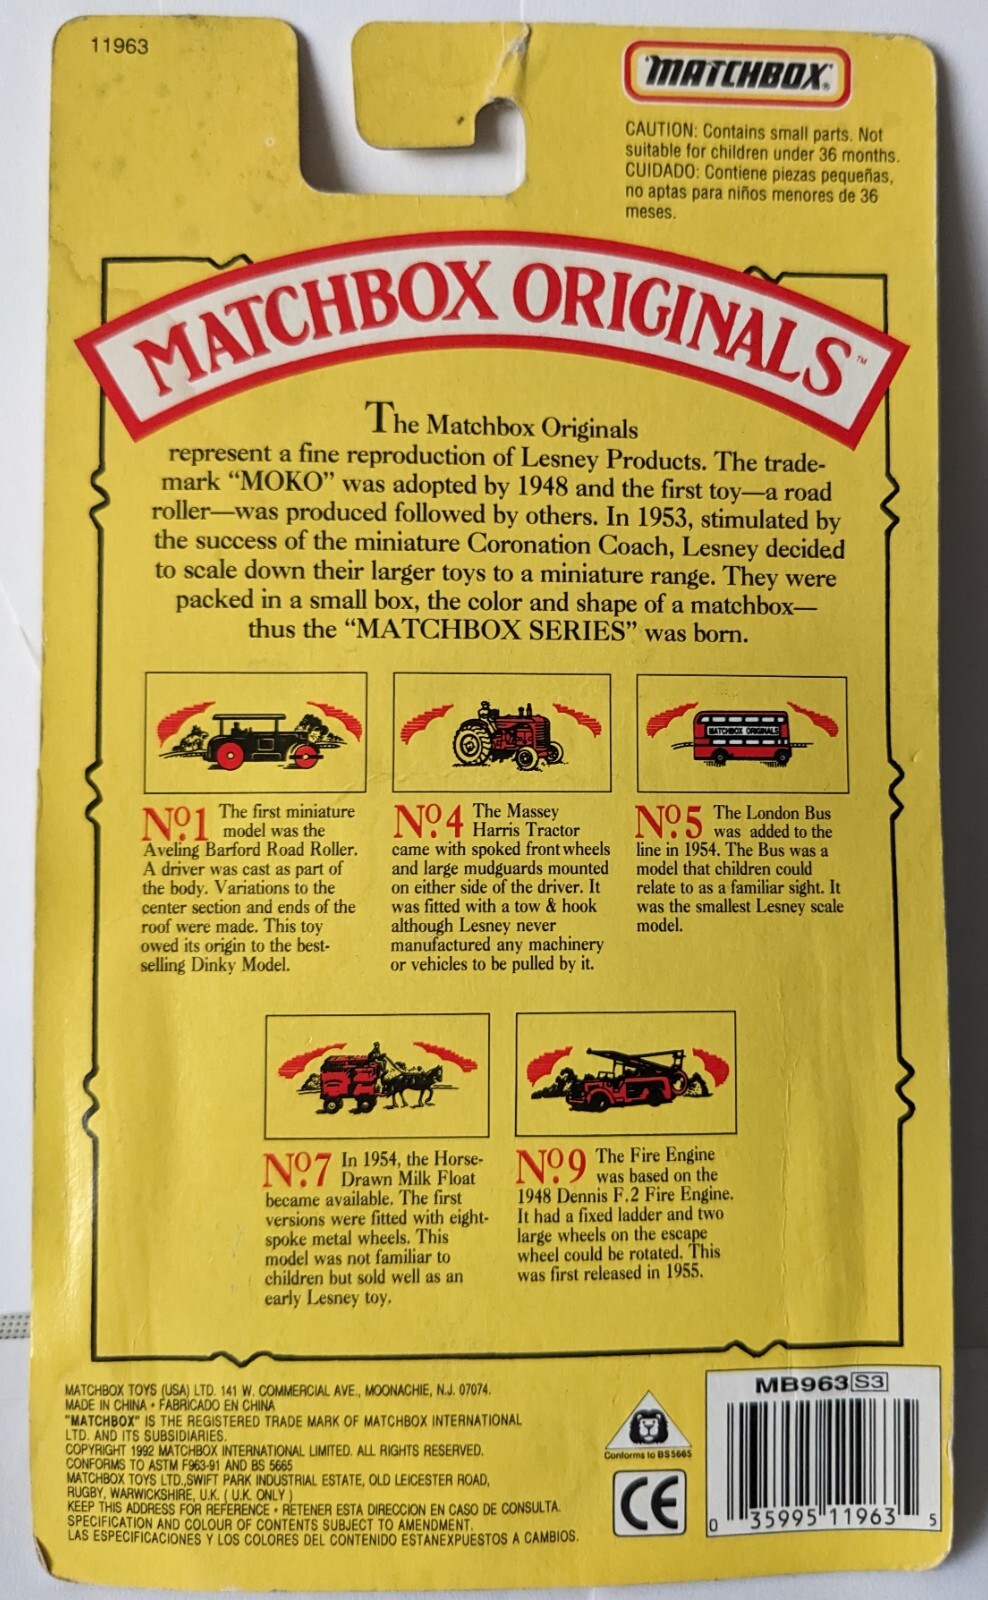 11963
MATCHBOX®
CAUTION: Contains small parts. Not
suitable for children under 36 months.
CUIDADO: Contiene piezas pequeñas,
no aptas para niños menores de 36
meses.
MATCHBOX ORIGINALS™
The Matchbox Originals
represent a fine reproduction of Lesney Products. The trade-
mark “MOKO” was adopted by 1948 and the first toy—a road
roller—was produced followed by others. In 1953, stimulated by
the success of the miniature Coronation Coach, Lesney decided
to scale down their larger toys to a miniature range. They were
packed in a small box, the color and shape of a matchbox—
thus the “MATCHBOX SERIES” was born.
No.1 The first miniature
model was the
Aveling Barford Road Roller.
A driver was cast as part of
the body. Variations to the
center section and ends of the
roof were made. This toy
owed its origin to the best-
selling Dinky Model.
No.4 The Massey
Harris Tractor
came with spoked front wheels
and large mudguards mounted
on either side of the driver. It
was fitted with a tow & hook
although Lesney never
manufactured any machinery
or vehicles to be pulled by it.
MATCHBOX ORIGINALS
No.5 The London Bus
was added to the
line in 1954. The Bus was a
model that children could
relate to as a familiar sight. It
was the smallest Lesney scale
model.
No.7 In 1954, the Horse-
Drawn Milk Float
became available. The first
versions were fitted with eight-
spoke metal wheels. This
model was not familiar to
children but sold well as an
early Lesney toy.
No.9 The Fire Engine
was based on the
1948 Dennis F.2 Fire Engine.
It had a fixed ladder and two
large wheels on the escape
wheel could be rotated. This
was first released in 1955.
MATCHBOX TOYS (USA) LTD. 141 W. COMMERCIAL AVE., MOONACHIE, N.J. 07074.
MADE IN CHINA • FABRICADO EN CHINA
"MATCHBOX" IS THE REGISTERED TRADE MARK OF MATCHBOX INTERNATIONAL
LTD. AND ITS SUBSIDIARIES.
COPYRIGHT 1992 MATCHBOX INTERNATIONAL LIMITED. ALL RIGHTS RESERVED.
CONFORMS TO ASTM F963-91 AND BS 5665
MATCHBOX TOYS LTD.,SWIFT PARK INDUSTRIAL ESTATE, OLD LEICESTER ROAD,
RUGBY, WARWICKSHIRE, U.K. ( U.K. ONLY )
KEEP THIS ADDRESS FOR REFERENCE • RETENER ESTA DIRECCION EN CASO DE CONSULTA.
SPECIFICATION AND COLOUR OF CONTENTS SUBJECT TO AMENDMENT.
LAS ESPECIFICACIONES Y LOS COLORES DEL CONTENIDO ESTANEXPUESTOS A CAMBIOS.
Conforms to BS5665
CE
MB963 S3
0 35995 11963 5